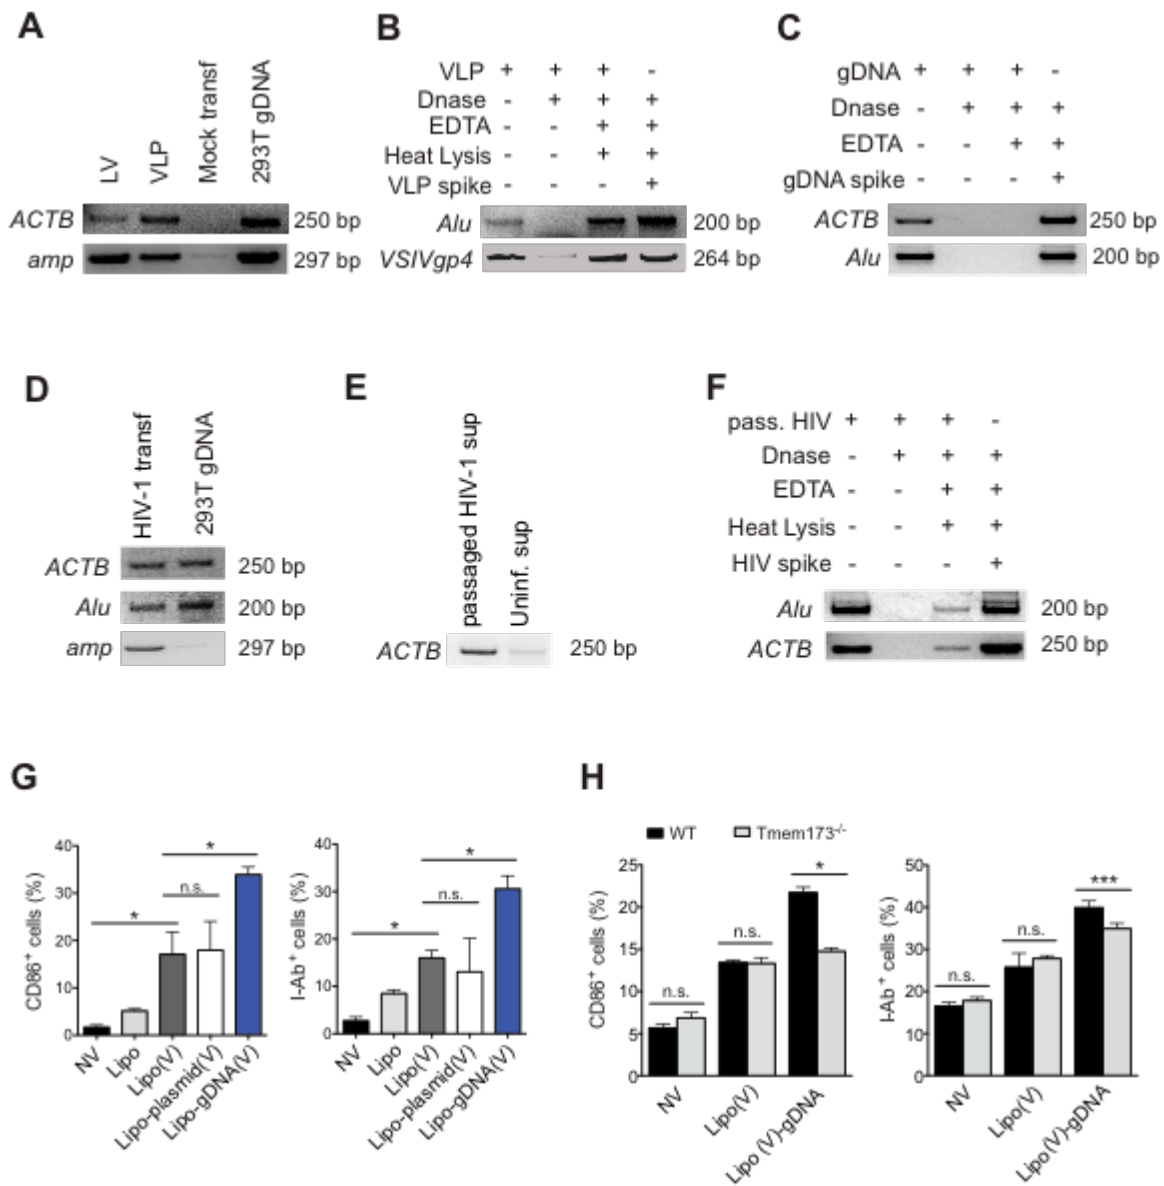 A
LV
VLP
Mock transf
293T gDNA
ACTB 250 bp
amp 297 bp
B
VLP + + + -
Dnase - + + +
EDTA - - + +
Heat Lysis - - + +
VLP spike - - - +
Alu 200 bp
VSIVgp4 264 bp
C
gDNA + + + -
Dnase - + + +
EDTA - - + +
gDNA spike - - - +
ACTB 250 bp
Alu 200 bp
D
HIV-1 transf
293T gDNA
ACTB 250 bp
Alu 200 bp
amp 297 bp
E
passaged HIV-1 sup
Uninf. sup
ACTB 250 bp
F
pass. HIV + + + -
Dnase - + + +
EDTA - - + +
Heat Lysis - - + +
HIV spike - - - +
Alu 200 bp
ACTB 250 bp
G
CD86+ cells (%)
40
30
20
10
0
*
n.s.
*
NV
Lipo
Lipo(V)
Lipo-plasmid(V)
Lipo-gDNA(V)
I-Ab+ cells (%)
40
30
20
10
0
*
n.s.
*
NV
Lipo
Lipo(V)
Lipo-plasmid(V)
Lipo-gDNA(V)
H
WT Tmem173-/-
CD86+ cells (%)
25
20
15
10
5
0
n.s.
n.s.
*
NV
Lipo(V)
Lipo (V)-gDNA
I-Ab+ cells (%)
50
40
30
20
10
0
n.s.
n.s.
***
NV
Lipo(V)
Lipo (V)-gDNA